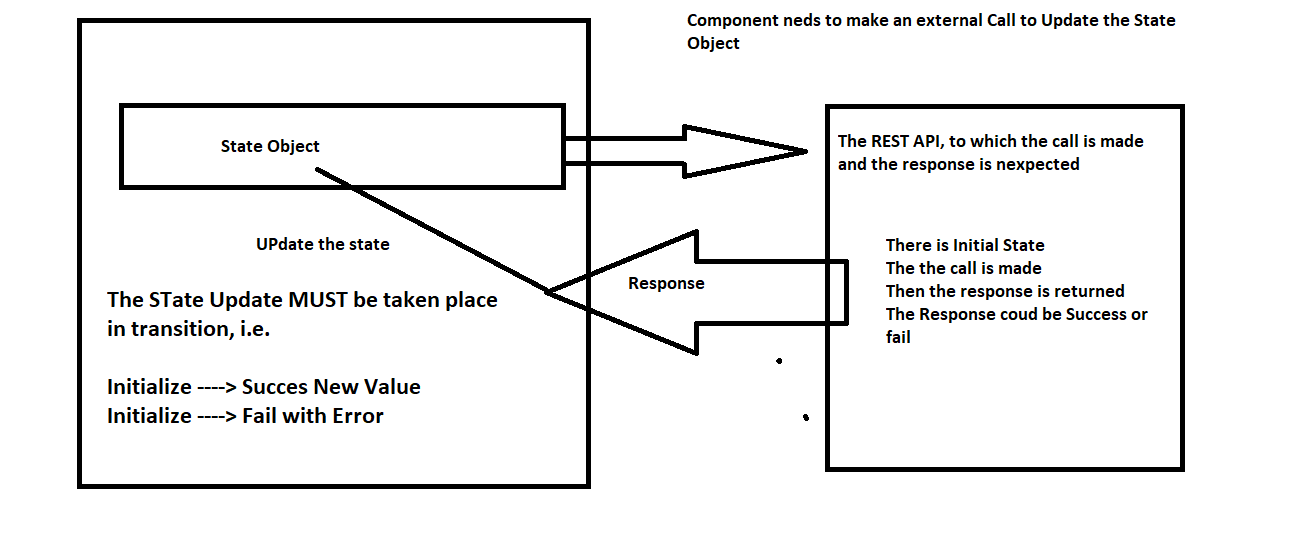 Component neds to make an external Call to Update the State
Object
State Object
The REST API, to which the call is made
and the response is nexpected
UPdate the state
Response
There is Initial State
The the call is made
Then the response is returned
The Response coud be Success or
fail
The STate Update MUST be taken place
in transition, i.e.
Initialize ----> Succes New Value
Initialize ----> Fail with Error